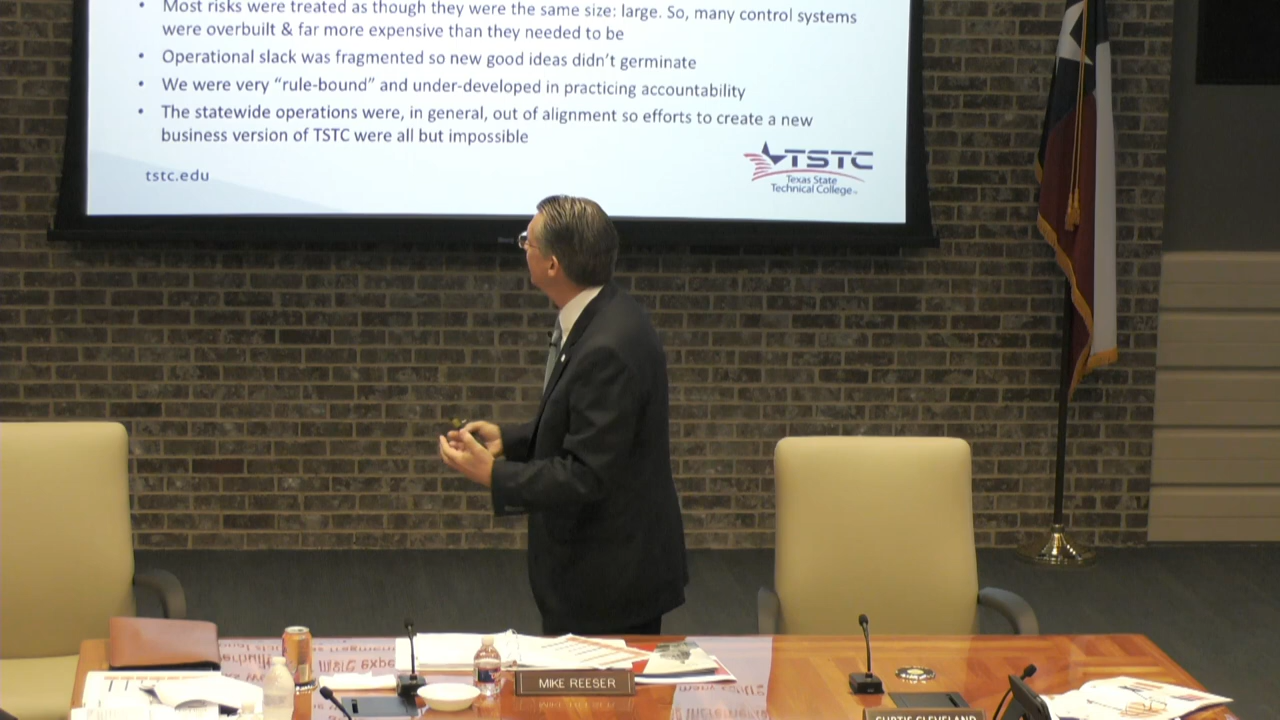 • Most risks were treated as though they were the same size: large. So, many control systems
were overbuilt & far more expensive than they needed to be
• Operational slack was fragmented so new good ideas didn't germinate
• We were very "rule-bound" and under-developed in practicing accountability
• The statewide operations were, in general, out of alignment so efforts to create a new
business version of TSTC were all but impossible
tstc.edu
TSTC
Texas State
Technical College
MIKE REESER
CURTIS CLEVELAND